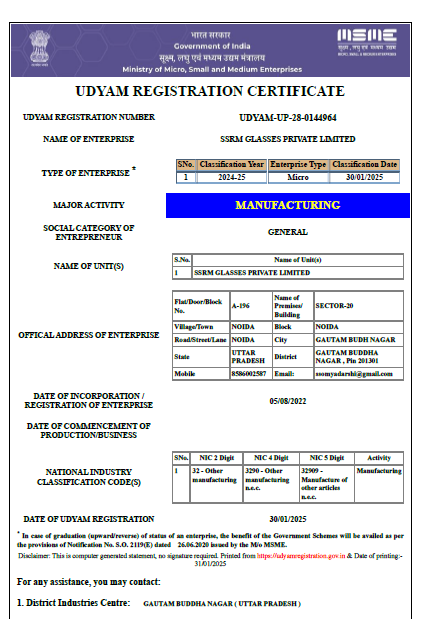 भारत सरकार
Government of India
सूक्ष्म, लघु एवं मध्यम उद्यम मंत्रालय
Ministry of Micro, Small and Medium Enterprises
MSME
सूक्ष्म, लघु एवं मध्यम उद्यम
MICRO, SMALL & MEDIUM ENTERPRISES
UDYAM REGISTRATION CERTIFICATE
UDYAM REGISTRATION NUMBER UDYAM-UP-28-0144964
NAME OF ENTERPRISE SSRM GLASSES PRIVATE LIMITED
TYPE OF ENTERPRISE *
SNo. Classification Year Enterprise Type Classification Date
1 2024-25 Micro 30/01/2025
MAJOR ACTIVITY MANUFACTURING
SOCIAL CATEGORY OF
ENTREPRENEUR
GENERAL
NAME OF UNIT(S)
S.No. Name of Unit(s)
1 SSRM GLASSES PRIVATE LIMITED
OFFICAL ADDRESS OF ENTERPRISE
Flat/Door/Block No. A-196 Name of Premises/ Building SECTOR-20
Village/Town NOIDA Block NOIDA
Road/Street/Lane NOIDA City GAUTAM BUDH NAGAR
State UTTAR PRADESH District GAUTAM BUDDHA NAGAR , Pin 201301
Mobile 8586002587 Email: ssomyadarshi@gmail.com
DATE OF INCORPORATION /
REGISTRATION OF ENTERPRISE
05/08/2022
DATE OF COMMENCEMENT OF
PRODUCTION/BUSINESS
NATIONAL INDUSTRY
CLASSIFICATION CODE(S)
SNo. NIC 2 Digit NIC 4 Digit NIC 5 Digit Activity
1 32 - Other manufacturing 3290 - Other manufacturing n.e.c. 32909 - Manufacture of other articles n.e.c. Manufacturing
DATE OF UDYAM REGISTRATION 30/01/2025
* In case of graduation (upward/reverse) of status of an enterprise, the benefit of the Government Schemes will be availed as per
the provisions of Notification No. S.O. 2119(E) dated 26.06.2020 issued by the M/o MSME.
Disclaimer: This is computer generated statement, no signature required. Printed from https://udyamregistration.gov.in & Date of printing:-
31/01/2025
For any assistance, you may contact:
1. District Industries Centre: GAUTAM BUDDHA NAGAR ( UTTAR PRADESH )